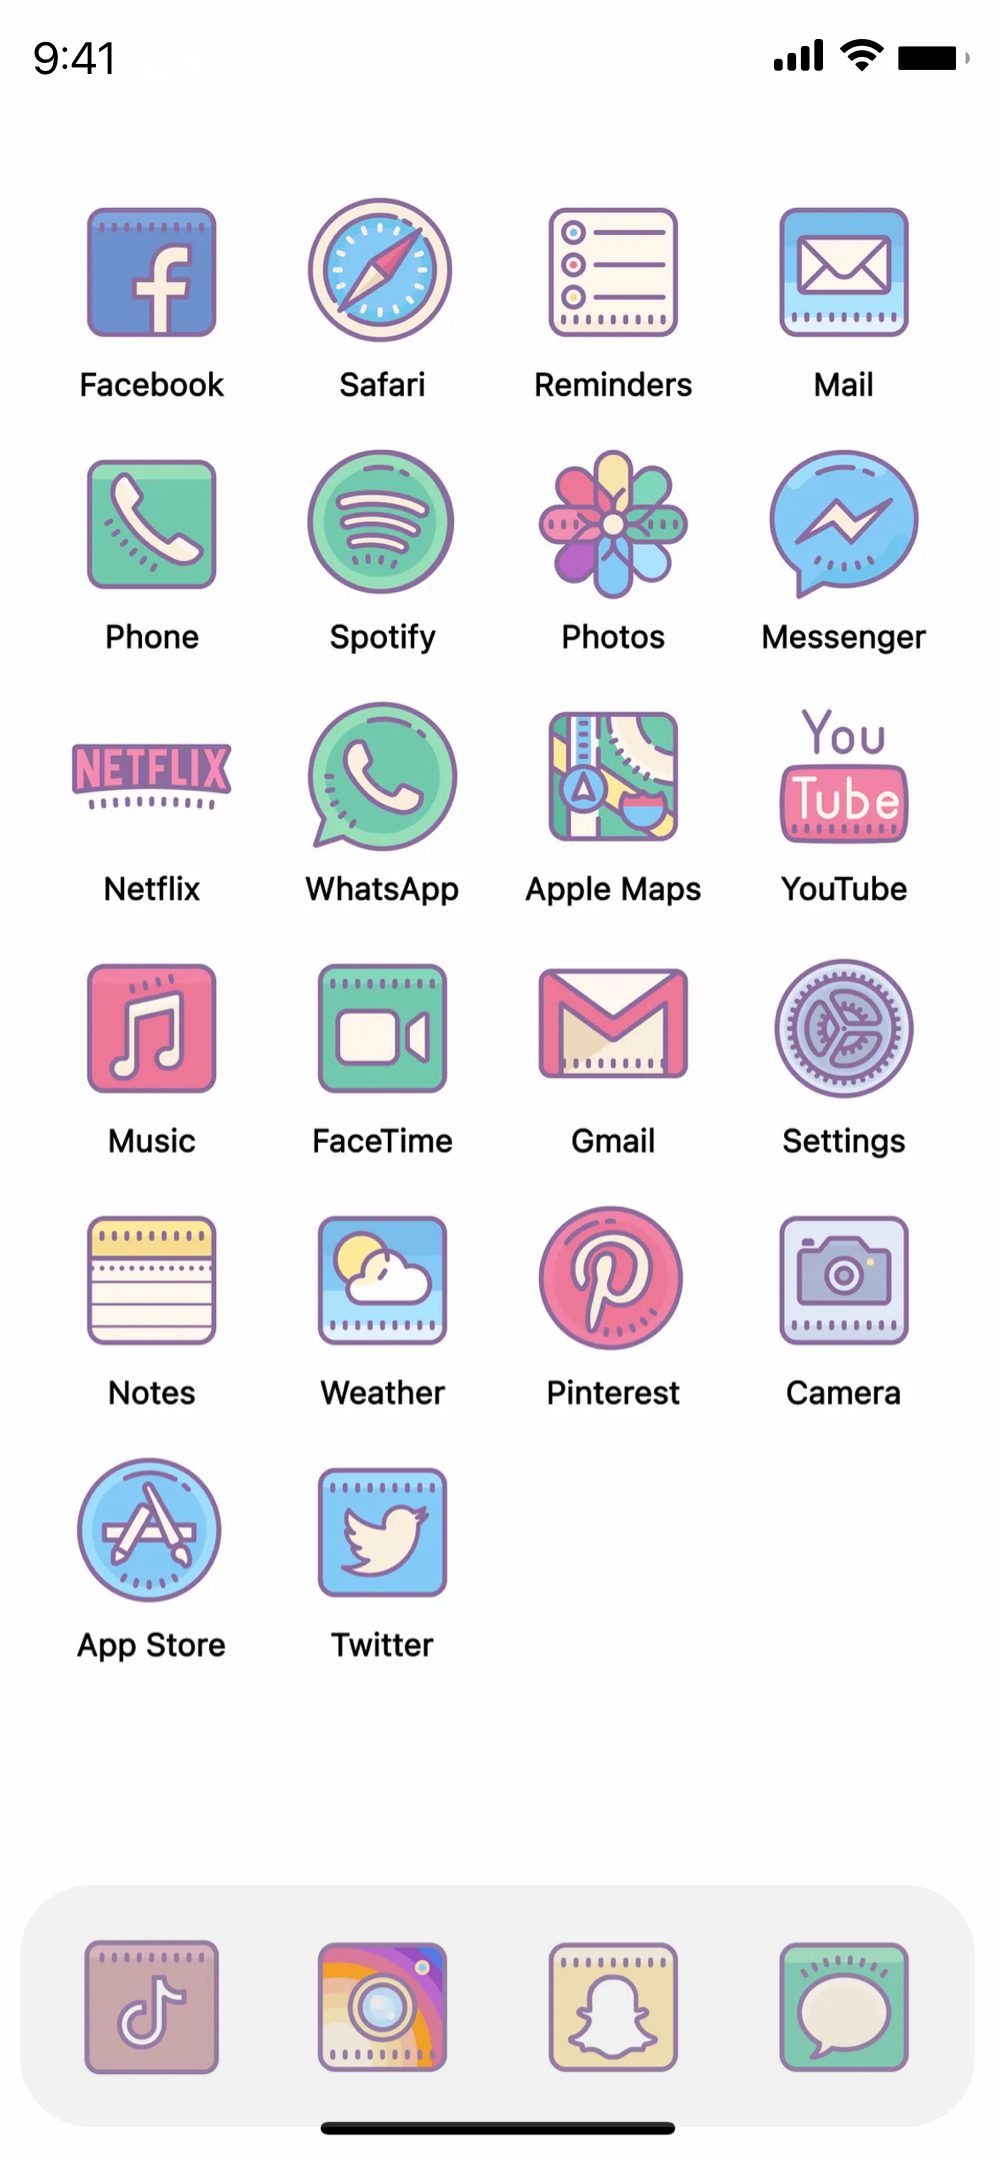 9:41
Facebook Safari Reminders Mail
Phone Spotify Photos Messenger
NETFLIX
You
Tube
Netflix WhatsApp Apple Maps YouTube
Music FaceTime Gmail Settings
Notes Weather Pinterest Camera
App Store Twitter